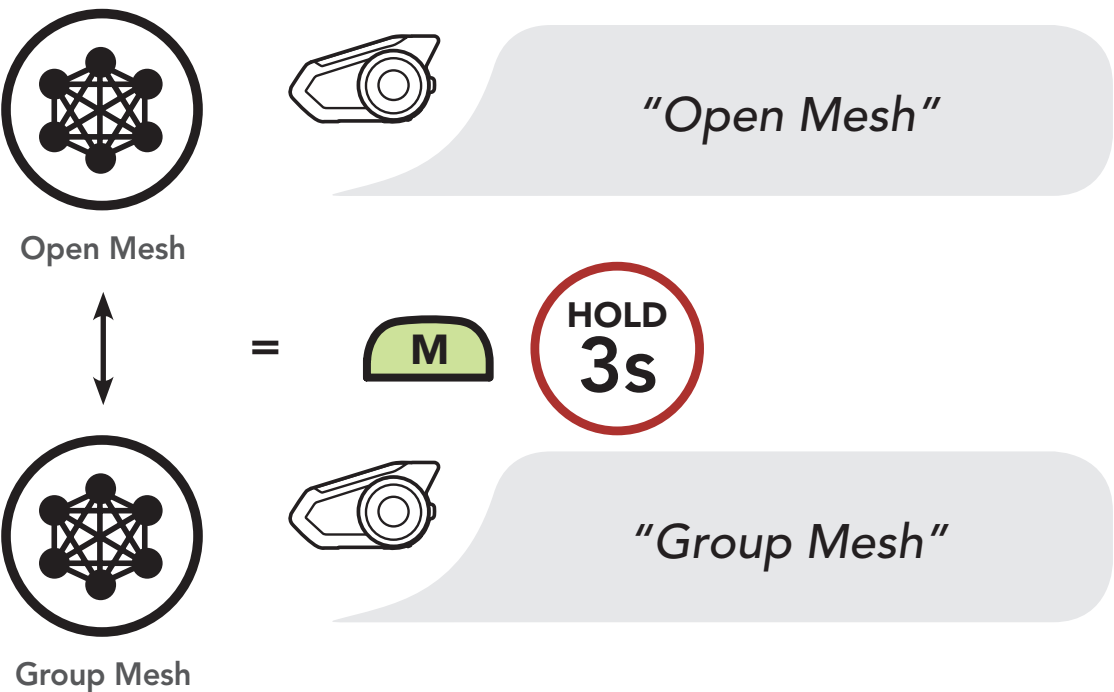 “Open Mesh”
Open Mesh
=
M
HOLD
3s
“Group Mesh”
Group Mesh